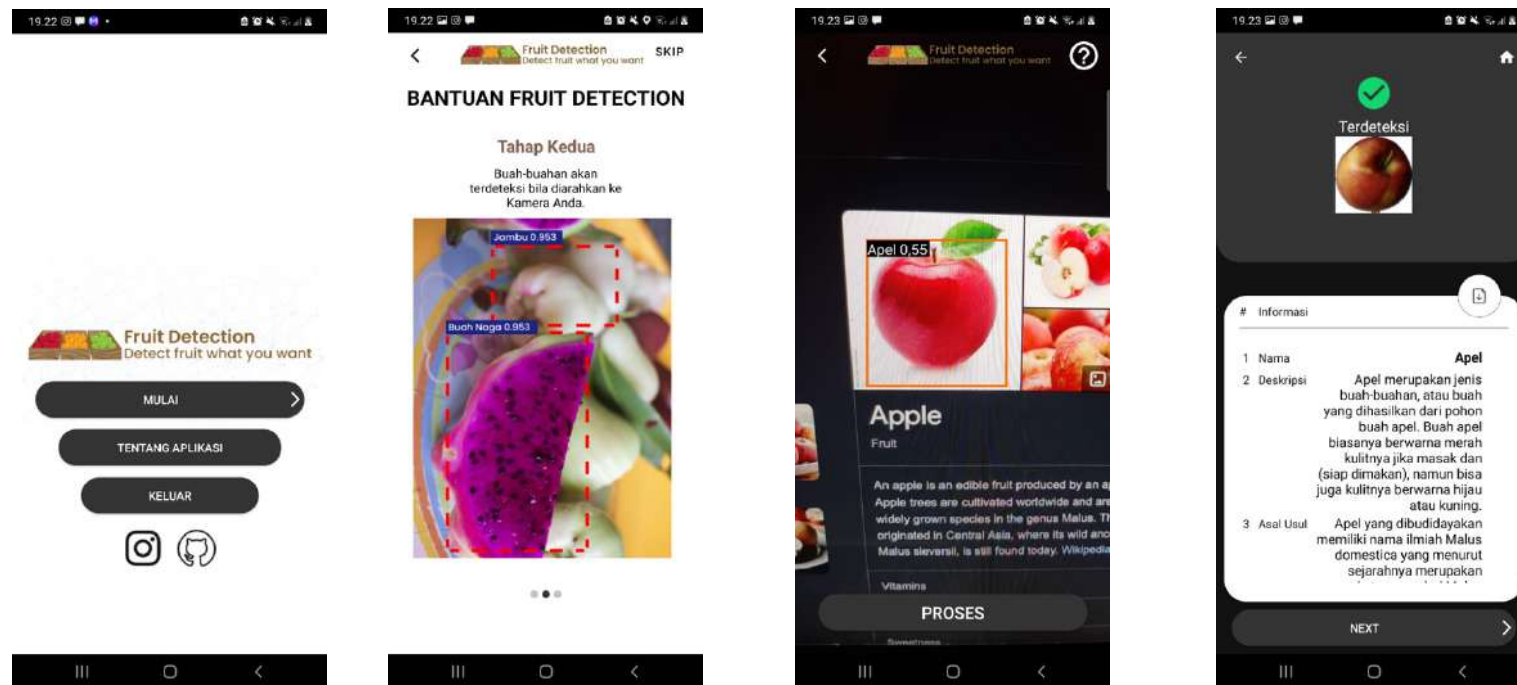 19.22
Fruit Detection
Detect fruit what you want
MULAI
TENTANG APLIKASI
KELUAR
19.22
Fruit Detection
Detect fruit what you want
SKIP
BANTUAN FRUIT DETECTION
Tahap Kedua
Buah-buahan akan
terdeteksi bila diarahkan ke
Kamera Anda.
Jambu 0.953
Buah Naga 0.953
19.23
Fruit Detection
Detect fruit what you want
Apel 0,55
Apple
Fruit
An apple is an edible fruit produced by an a
Apple trees are cultivated worldwide and are
widely grown species in the genus Malus. T
originated in Central Asia, where its wild anc
Malus sieversii, is still found today. Wikipedia
Vitamins
PROSES
Sweetness
19.23
Terdeteksi
# Informasi
1 Nama Apel
2 Deskripsi Apel merupakan jenis
buah-buahan, atau buah
yang dihasilkan dari pohon
buah apel. Buah apel
biasanya berwarna merah
kulitnya jika masak dan
(siap dimakan), namun bisa
juga kulitnya berwarna hijau
atau kuning.
3 Asal Usul Apel yang dibudidayakan
memiliki nama ilmiah Malus
domestica yang menurut
sejarahnya merupakan
NEXT